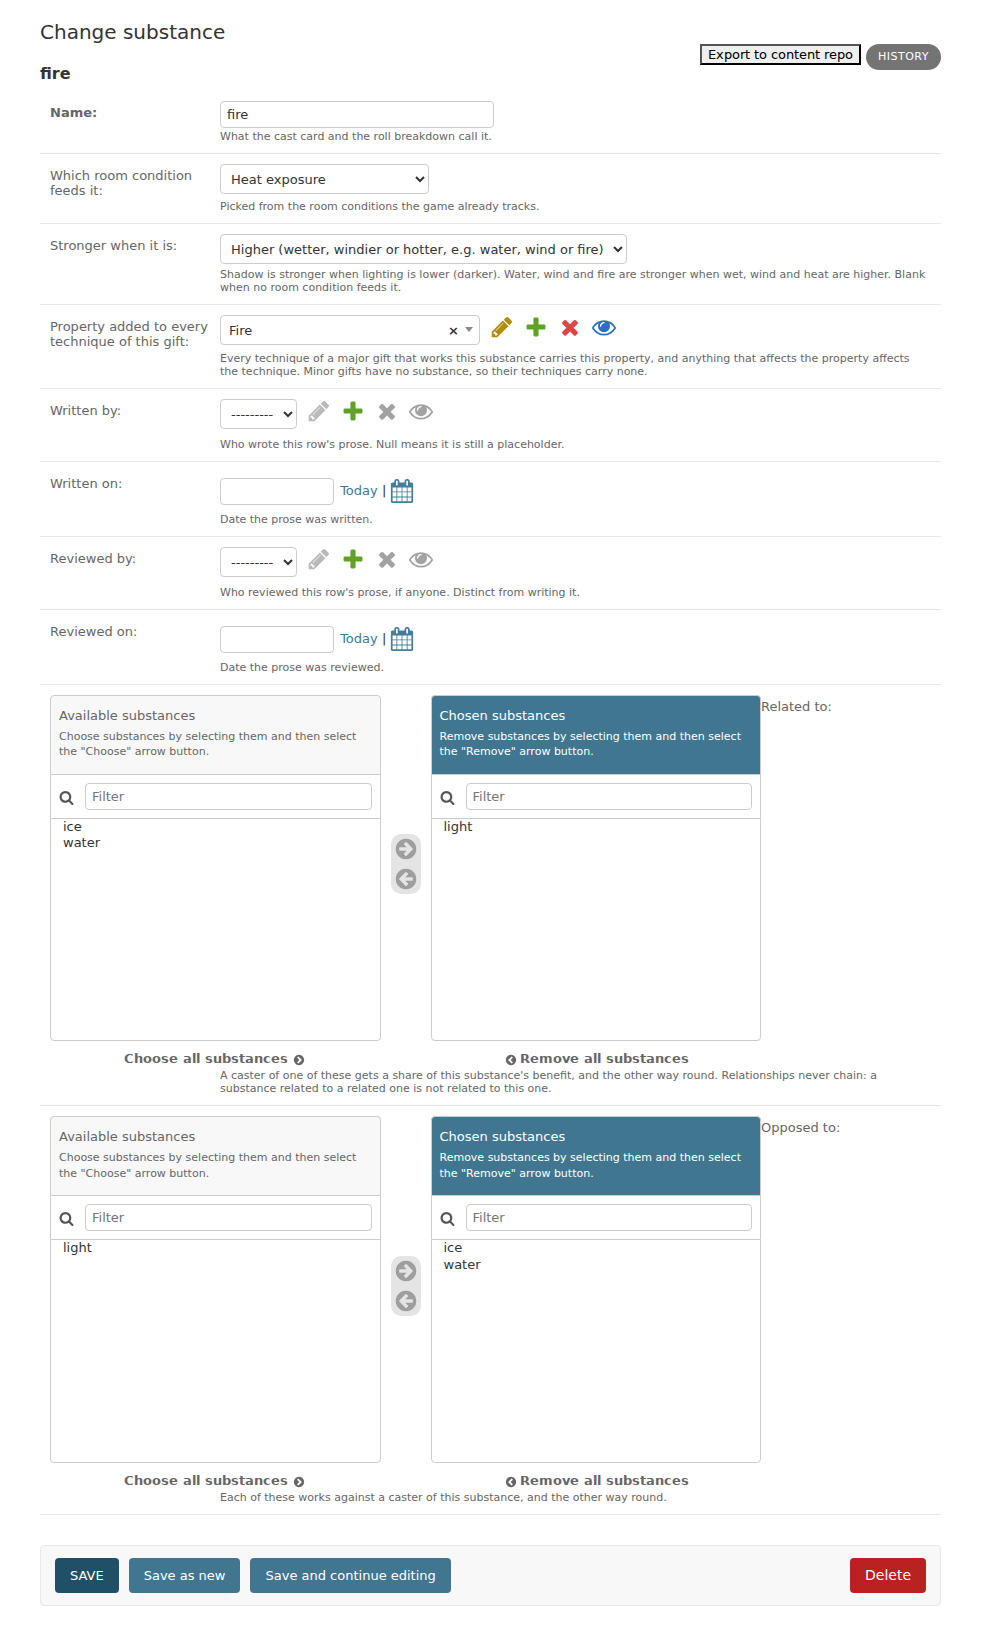 Change substance
Export to content repo
HISTORY
fire
Name:
fire
What the cast card and the roll breakdown call it.
Which room condition
feeds it:
Heat exposure
Picked from the room conditions the game already tracks.
Stronger when it is:
Higher (wetter, windier or hotter, e.g. water, wind or fire)
Shadow is stronger when lighting is lower (darker). Water, wind and fire are stronger when wet, wind and heat are higher. Blank
when no room condition feeds it.
Property added to every
technique of this gift:
Fire
×
Every technique of a major gift that works this substance carries this property, and anything that affects the property affects
the technique. Minor gifts have no substance, so their techniques carry none.
Written by:
---------
Who wrote this row's prose. Null means it is still a placeholder.
Written on:
Today |
Date the prose was written.
Reviewed by:
---------
Who reviewed this row's prose, if anyone. Distinct from writing it.
Reviewed on:
Today |
Date the prose was reviewed.
Related to:
Available substances
Choose substances by selecting them and then select
the "Choose" arrow button.
Filter
ice
water
Choose all substances
Chosen substances
Remove substances by selecting them and then select
the "Remove" arrow button.
Filter
light
Remove all substances
A caster of one of these gets a share of this substance's benefit, and the other way round. Relationships never chain: a
substance related to a related one is not related to this one.
Opposed to:
Available substances
Choose substances by selecting them and then select
the "Choose" arrow button.
Filter
light
Choose all substances
Chosen substances
Remove substances by selecting them and then select
the "Remove" arrow button.
Filter
ice
water
Remove all substances
Each of these works against a caster of this substance, and the other way round.
SAVE
Save as new
Save and continue editing
Delete